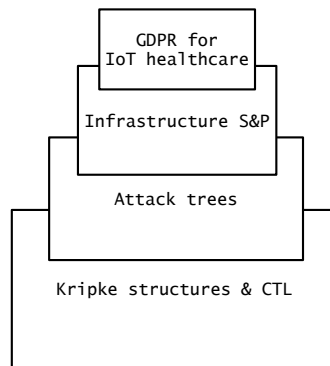 GDPR for
IoT healthcare
Infrastructure S&P
Attack trees
Kripke structures & CTL